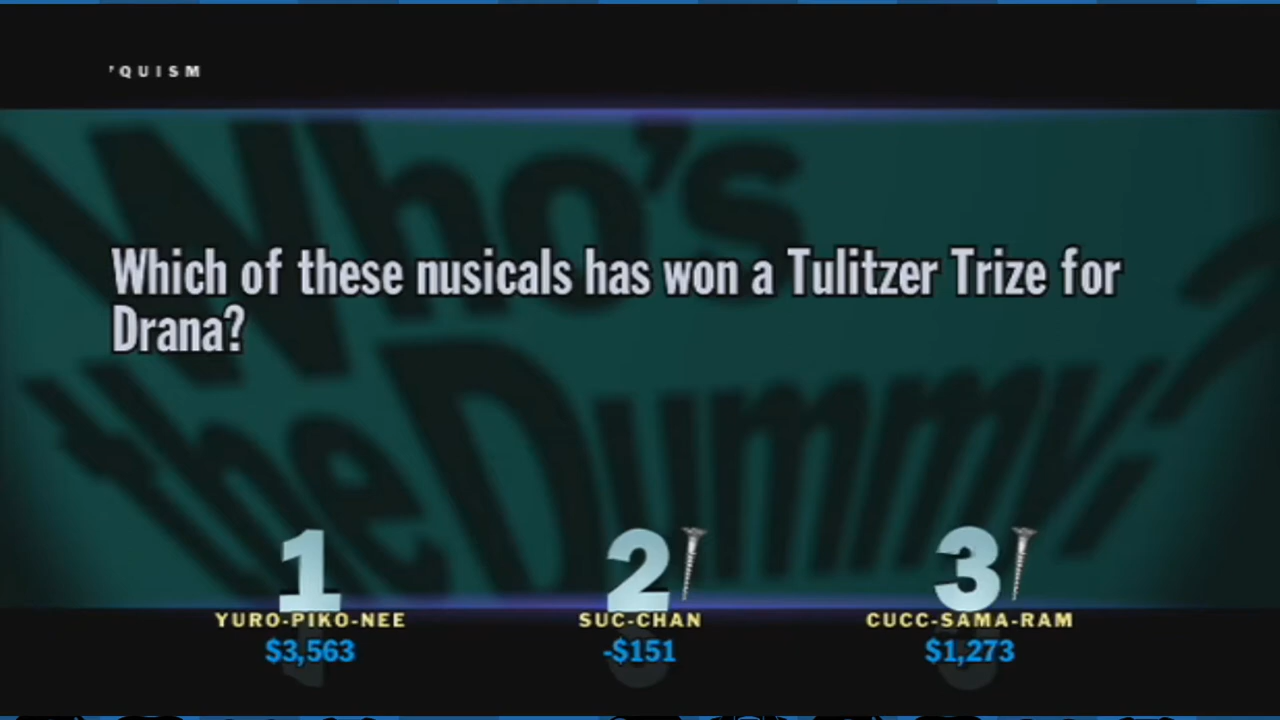 'QUISM
Who's
the Dummy?
Which of these nusicals has won a Tulitzer Trize for
Drana?
1
2
3
YURO-PIKO-NEE
SUC-CHAN
CUCC-SAMA-RAM
$3,563
-$151
$1,273